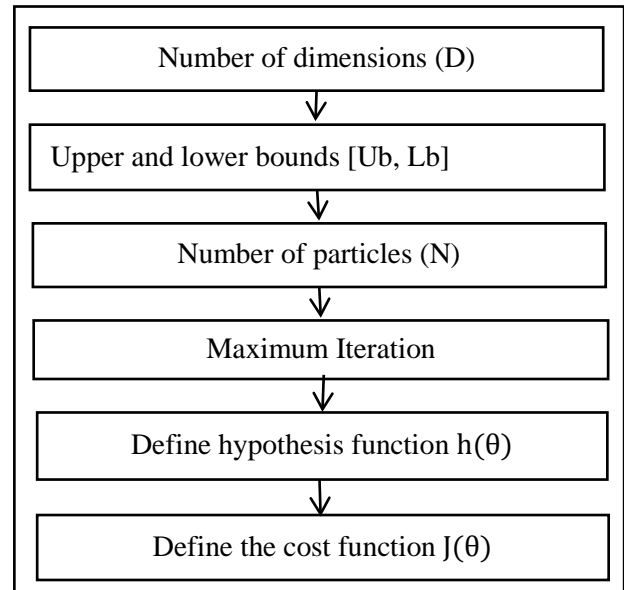 Number of dimensions (D)
Upper and lower bounds [Ub, Lb]
Number of particles (N)
Maximum Iteration
Define hypothesis function h(θ)
Define the cost function J(θ)